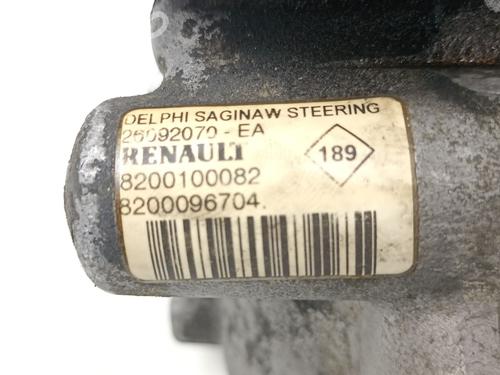 DELPHI SAGINAW STEERING
26092070 - EA
RENAULT
189
8200100082
8200096704.